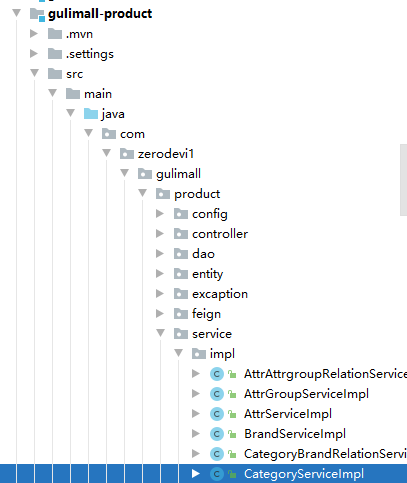 gulimall-product
.mvn
.settings
src
main
java
com
zerodevi1
gulimall
product
config
controller
dao
entity
excaption
feign
service
impl
AttrAttrgroupRelationService
AttrGroupServiceImpl
AttrServiceImpl
BrandServiceImpl
CategoryBrandRelationServi
CategoryServiceImpl